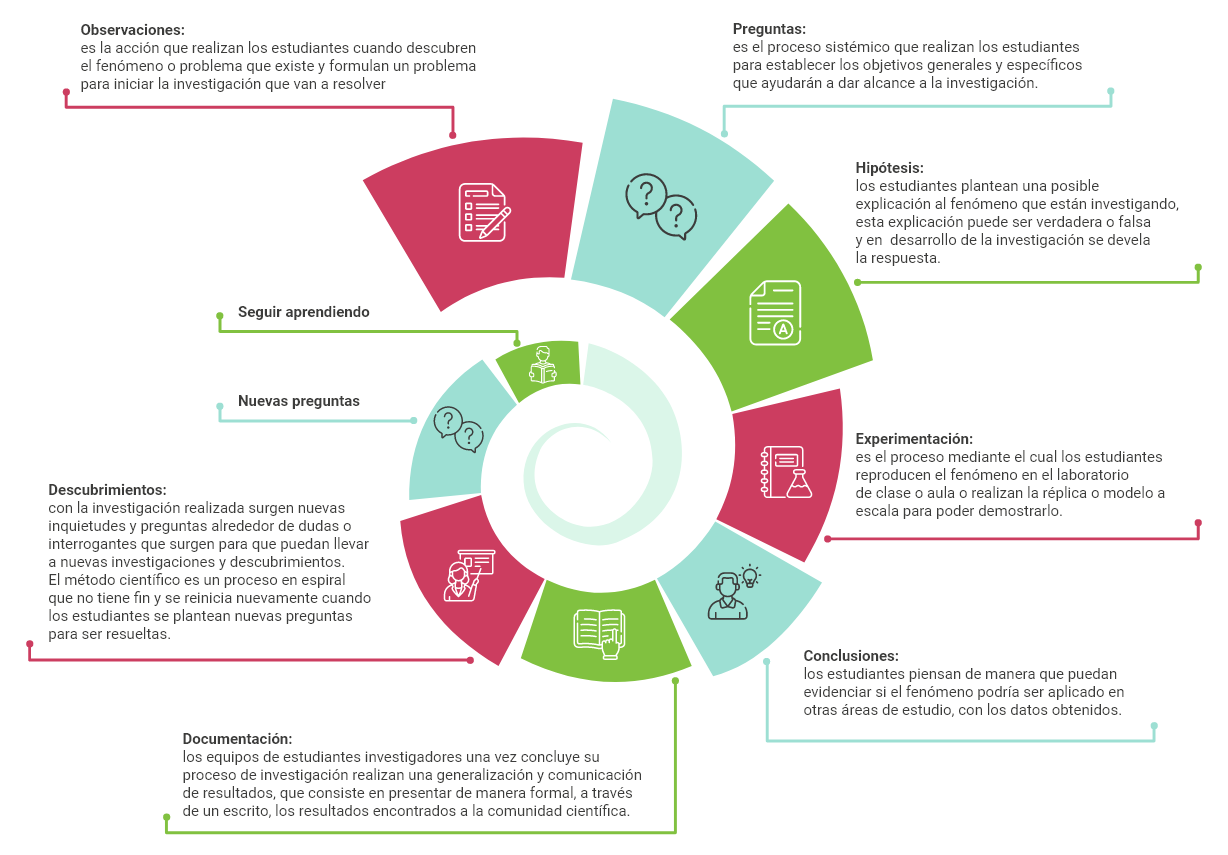 Observaciones:
es la acción que realizan los estudiantes cuando descubren
el fenómeno o problema que existe y formulan un problema
para iniciar la investigación que van a resolver
Preguntas:
es el proceso sistémico que realizan los estudiantes
para establecer los objetivos generales y específicos
que ayudarán a dar alcance a la investigación.
Hipótesis:
los estudiantes plantean una posible
explicación al fenómeno que están investigando,
esta explicación puede ser verdadera o falsa
y en  desarrollo de la investigación se devela
la respuesta.
Experimentación:
es el proceso mediante el cual los estudiantes
reproducen el fenómeno en el laboratorio
de clase o aula o realizan la réplica o modelo a
escala para poder demostrarlo.
Conclusiones:
los estudiantes piensan de manera que puedan
evidenciar si el fenómeno podría ser aplicado en
otras áreas de estudio, con los datos obtenidos.
Documentación:
los equipos de estudiantes investigadores una vez concluye su
proceso de investigación realizan una generalización y comunicación
de resultados, que consiste en presentar de manera formal, a través
de un escrito, los resultados encontrados a la comunidad científica.
Descubrimientos:
con la investigación realizada surgen nuevas
inquietudes y preguntas alrededor de dudas o
interrogantes que surgen para que puedan llevar
a nuevas investigaciones y descubrimientos.
El método científico es un proceso en espiral
que no tiene fin y se reinicia nuevamente cuando
los estudiantes se plantean nuevas preguntas
para ser resueltas.
Nuevas preguntas
Seguir aprendiendo
? ?
A
? ?